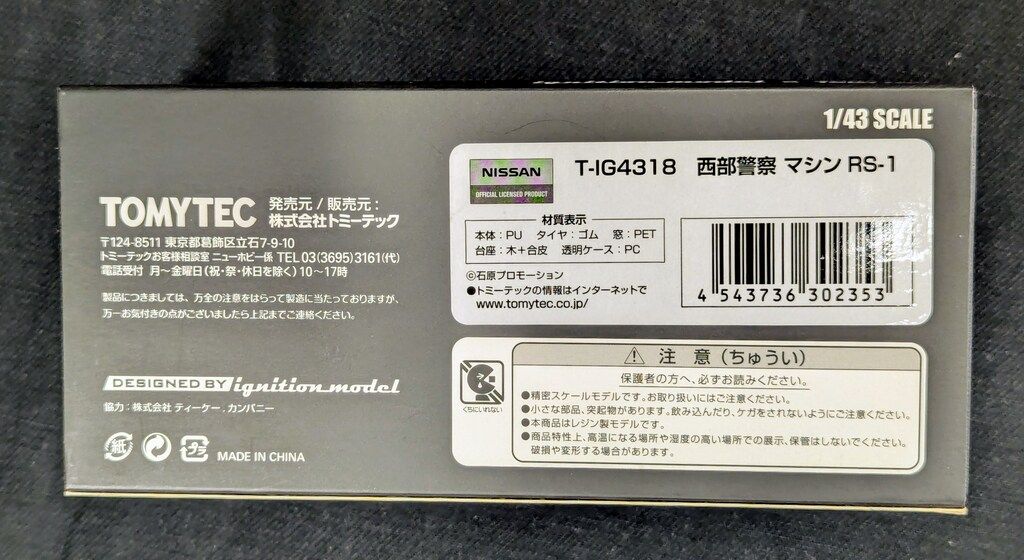 1/43 SCALE
TOMYTEC 発売元 / 販売元 :
株式会社トミーテック
〒124-8511 東京都葛飾区立石7-9-10
トミーテックお客様相談室 ニューホビー係 TEL 03(3695)3161(代)
電話受付 月〜金曜日(祝・祭・休日を除く) 10〜17時
製品につきましては、万全の注意をはらって製造に当たっておりますが、
万一お気付きの点がございましたら上記までご連絡ください。
DESIGNED BY ignition model
協力 : 株式会社 ティーケー.カンパニー
紙
プラ
MADE IN CHINA
NISSAN
OFFICIAL LICENSED PRODUCT
T-IG4318 西部警察 マシン RS-1
材質表示
本体:PU タイヤ:ゴム 窓:PET
台座:木+合皮 透明ケース:PC
©石原プロモーション
●トミーテックの情報はインターネットで
www.tomytec.co.jp/
4 543736 302353
注 意 (ちゅうい)
保護者の方へ、必ずお読みください。
くちにいれない
●精密スケールモデルです。お取り扱いにはご注意ください。
●小さな部品、突起物があります。飲み込んだり、ケガをされないようにご注意ください。
●本商品はレジン製モデルです。
●商品特性上、高温になる場所や湿度の高い場所での展示、保管はしないでください。
破損や変形する場合があります。